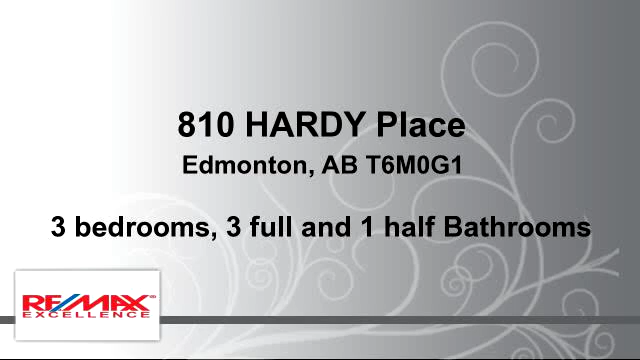 810 HARDY Place
Edmonton, AB T6M0G1
3 bedrooms, 3 full and 1 half Bathrooms
RE/MAX
EXCELLENCE